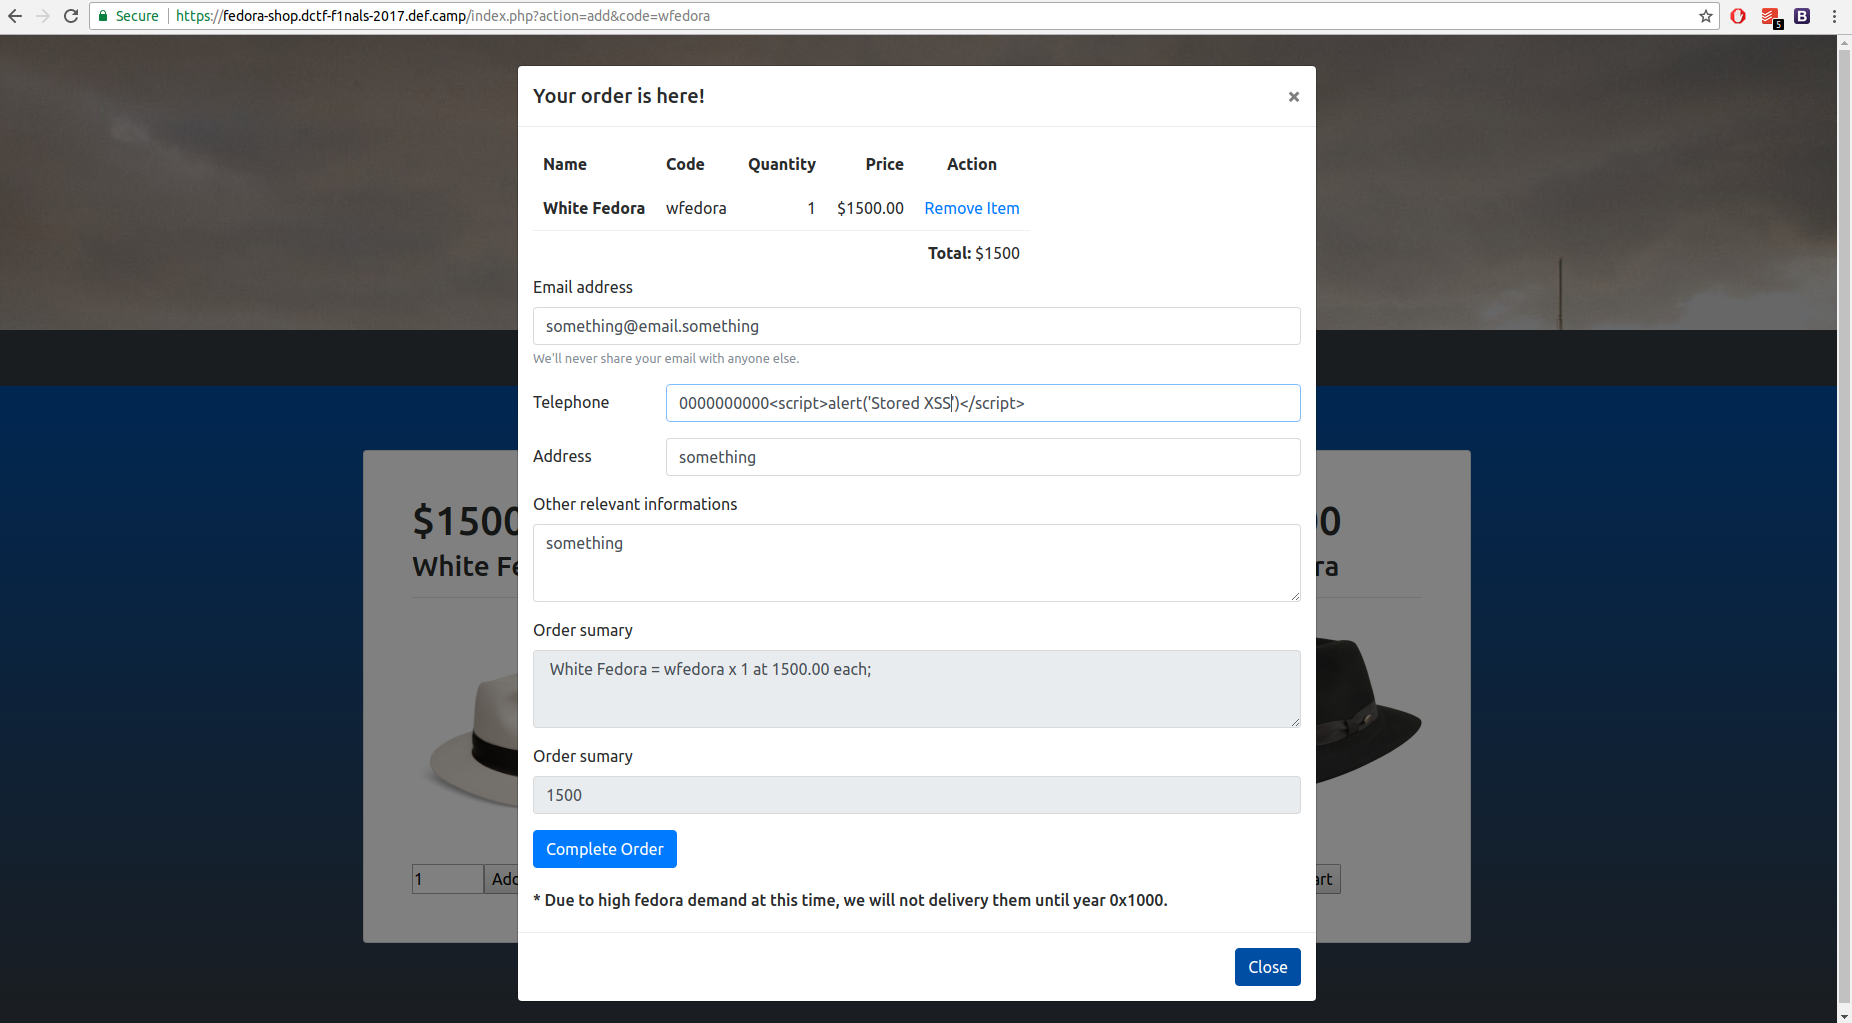 Secure https://fedora-shop.dctf-f1nals-2017.def.camp/index.php?action=add&code=wfedora
5
B
Your order is here! ×
Name Code Quantity Price Action
White Fedora wfedora 1 $1500.00 Remove Item
Total: $1500
Email address
something@email.something
We'll never share your email with anyone else.
Telephone 0000000000<script>alert('Stored XSS')</script>
Address something
Other relevant informations
something
Order sumary
White Fedora = wfedora x 1 at 1500.00 each;
Order sumary
1500
Complete Order
* Due to high fedora demand at this time, we will not delivery them until year 0x1000.
Close
$1500
White Fe
1 Add
00
ra
art